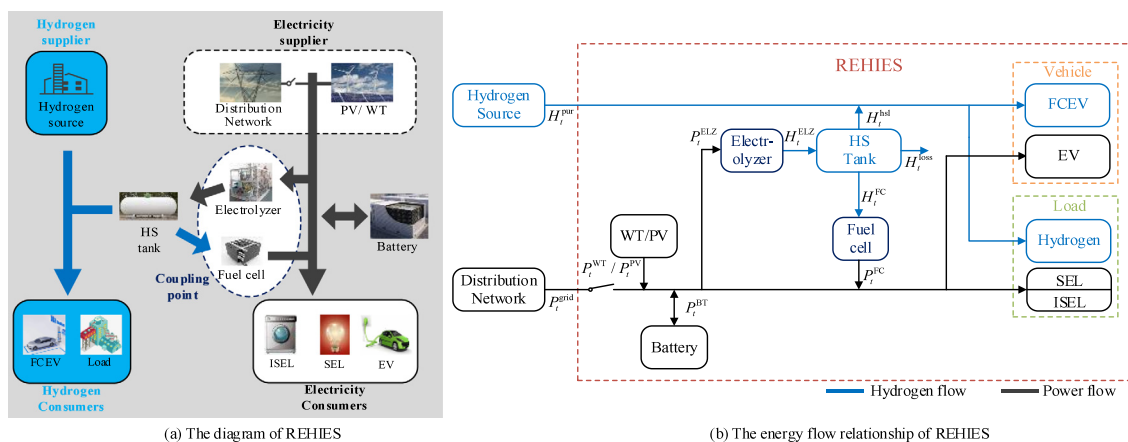 Hydrogen
supplier
Hydrogen
source
Electricity
supplier
Distribution
Network
PV/ WT
Electrolyzer
HS
tank
Fuel cell
Coupling
point
Battery
FCEV
Load
Hydrogen
Consumers
ISEL
SEL
EV
Electricity
Consumers
(a) The diagram of REHIES
REHIES
Vehicle
Hydrogen
Source
H_t^pur
FCEV
EV
P_t^ELZ
Electr-
olyzer
H_t^ELZ
H_t^hsl
HS
Tank
H_t^loss
H_t^FC
Load
Hydrogen
SEL
ISEL
WT/PV
Fuel
cell
P_t^WT / P_t^PV
P_t^FC
Distribution
Network
P_t^grid
P_t^BT
Battery
Hydrogen flow
Power flow
(b) The energy flow relationship of REHIES